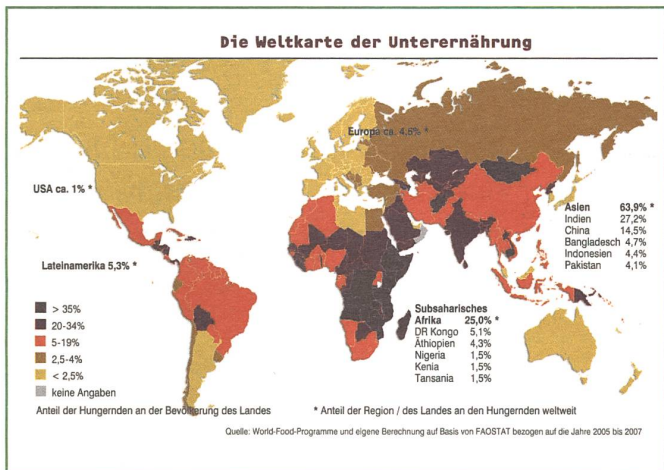 Die Weltkarte der Unterernährung
Europa ca. 4,6% *
USA ca. 1% *
Asien 63,9% *
Indien 27,2%
China 14,5%
Bangladesch 4,7%
Indonesien 4,4%
Pakistan 4,1%
Lateinamerika 5,3% *
Subsaharisches
Afrika 25,0% *
DR Kongo 5,1%
Äthiopien 4,3%
Nigeria 1,5%
Kenia 1,5%
Tansania 1,5%
> 35%
20-34%
5-19%
2,5-4%
< 2,5%
keine Angaben
Anteil der Hungernden an der Bevölkerung des Landes
* Anteil der Region / des Landes an den Hungernden weltweit
Quelle: World-Food-Programme und eigene Berechnung auf Basis von FAOSTAT bezogen auf die Jahre 2005 bis 2007